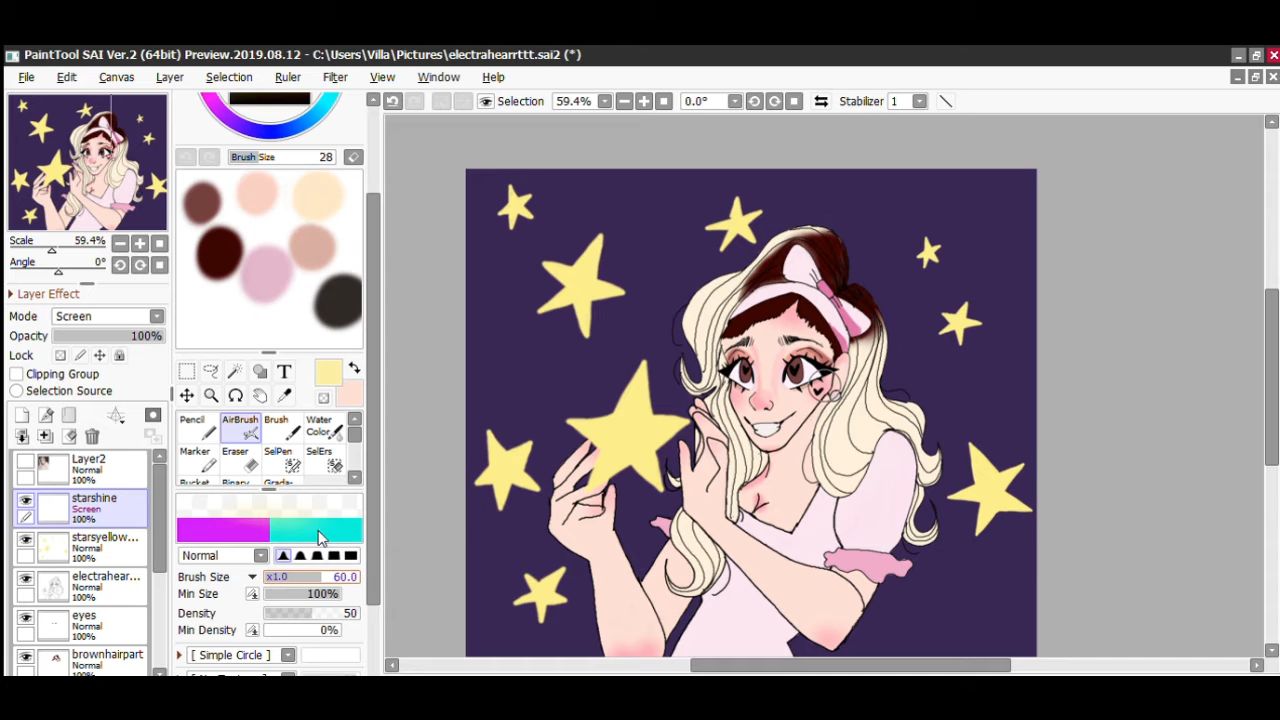 PaintTool SAI Ver.2 (64bit) Preview.2019.08.12 - C:\Users\Villa\Pictures\electrahearrttt.sai2 (*)
File Edit Canvas Layer Selection Ruler Filter View Window Help
Selection 59.4% 0.0° Stabilizer 1
Brush Size 28
Scale 59.4%
Angle 0°
Layer Effect
Mode Screen
Opacity 100%
Lock
Clipping Group
Selection Source
T
Pencil AirBrush Brush Water Color
Marker Eraser SelPen SelErs
Bucket Binary Grada-
Layer2
Normal
100%
starshine
Screen
100%
starsyellow...
Normal
100%
electrahear...
Normal
100%
eyes
Normal
100%
brownhairpart
Normal
100%
Normal
Brush Size x1.0 60.0
Min Size 100%
Density 50
Min Density 0%
[ Simple Circle ]